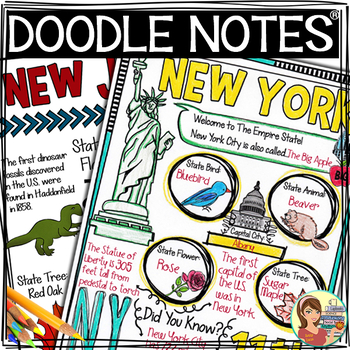 DOODLE NOTES®
NEW J
The first dinosaur
fossils discovered
in the U.S. were
found in Haddonfield
in 1858.
State
State Tree:
Red Oak
NEW YORK
Welcome to The Empire State!
New York City is also called The Big Apple
State Bird:
Bluebird
State Animal:
Beaver
Capital City:
Albany
State Flower:
Rose
The first
capital of
the U.S.
was in
New York
State Tree:
Sugar
Maple
The Statue of
Liberty is 305
feet tall from
pedestal to torch
Did You Know?
New York City
NY
11th